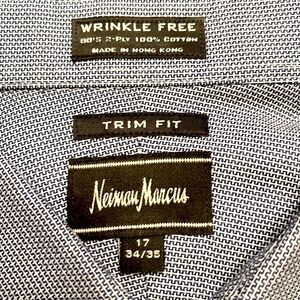 WRINKLE FREE
80'S 2-PLY 100% COTTON
MADE IN HONG KONG
TRIM FIT
Neiman Marcus
17
34/35